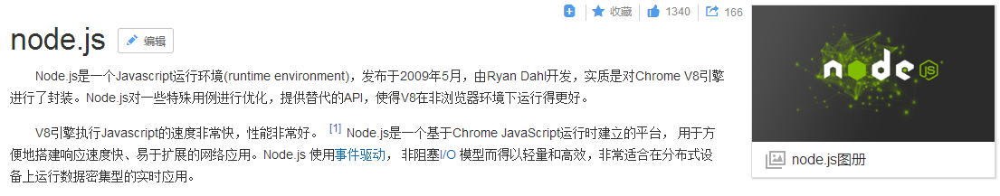 收藏 1340 166
node.js 编辑
Node.js是一个Javascript运行环境(runtime environment)，发布于2009年5月，由Ryan Dahl开发，实质是对Chrome V8引擎
进行了封装。Node.js对一些特殊用例进行优化，提供替代的API，使得V8在非浏览器环境下运行得更好。
V8引擎执行Javascript的速度非常快，性能非常好。 [1] Node.js是一个基于Chrome JavaScript运行时建立的平台， 用于方
便地搭建响应速度快、易于扩展的网络应用。Node.js 使用事件驱动， 非阻塞I/O 模型而得以轻量和高效，非常适合在分布式设
备上运行数据密集型的实时应用。
node JS
node.js图册